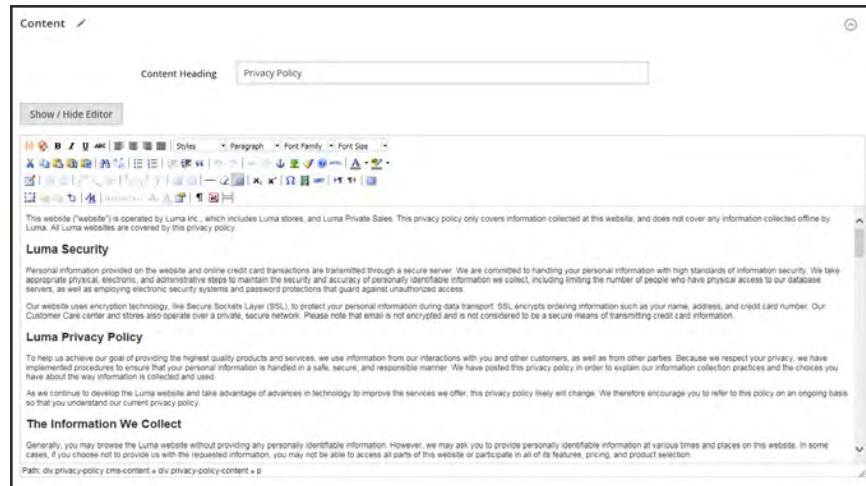 Content
Content Heading
Privacy Policy
Show / Hide Editor
B I U ABC Styles Paragraph Font Family Font Size
This website ("website") is operated by Luma Inc., which includes Luma stores, and Luma Private Sales. This privacy policy only covers information collected at this website, and does not cover any information collected offline by
Luma. All Luma websites are covered by this privacy policy.
Luma Security
Personal information provided on the website and online credit card transactions are transmitted through a secure server. We are committed to handling your personal information with high standards of information security. We take
appropriate physical, electronic, and administrative steps to maintain the security and accuracy of personally identifiable information we collect, including limiting the number of people who have physical access to our database
servers, as well as employing electronic security systems and password protections that guard against unauthorized access.
Our website uses encryption technology, like Secure Sockets Layer (SSL), to protect your personal information during data transport. SSL encrypts ordering information such as your name, address, and credit card number. Our
Customer Care center and stores also operate over a private, secure network. Please note that email is not encrypted and is not considered to be a secure means of transmitting credit card information.
Luma Privacy Policy
To help us achieve our goal of providing the highest quality products and services, we use information from our interactions with you and other customers, as well as from other parties. Because we respect your privacy, we have
implemented procedures to ensure that your personal information is handled in a safe, secure, and responsible manner. We have posted this privacy policy in order to explain our information collection practices and the choices you
have about the way information is collected and used.
As we continue to develop the Luma website and take advantage of advances in technology to improve the services we offer, this privacy policy likely will change. We therefore encourage you to refer to this policy on an ongoing basis
so that you understand our current privacy policy.
The Information We Collect
Generally, you may browse the Luma website without providing any personally identifiable information. However, we may ask you to provide personally identifiable information at various times and places on this website. In some
cases, if you choose not to provide us with the requested information, you may not be able to access all parts of this website or participate in all of its features, pricing, and product selection.
Path: div.privacy-policy cms-content » div.privacy-policy-content » p